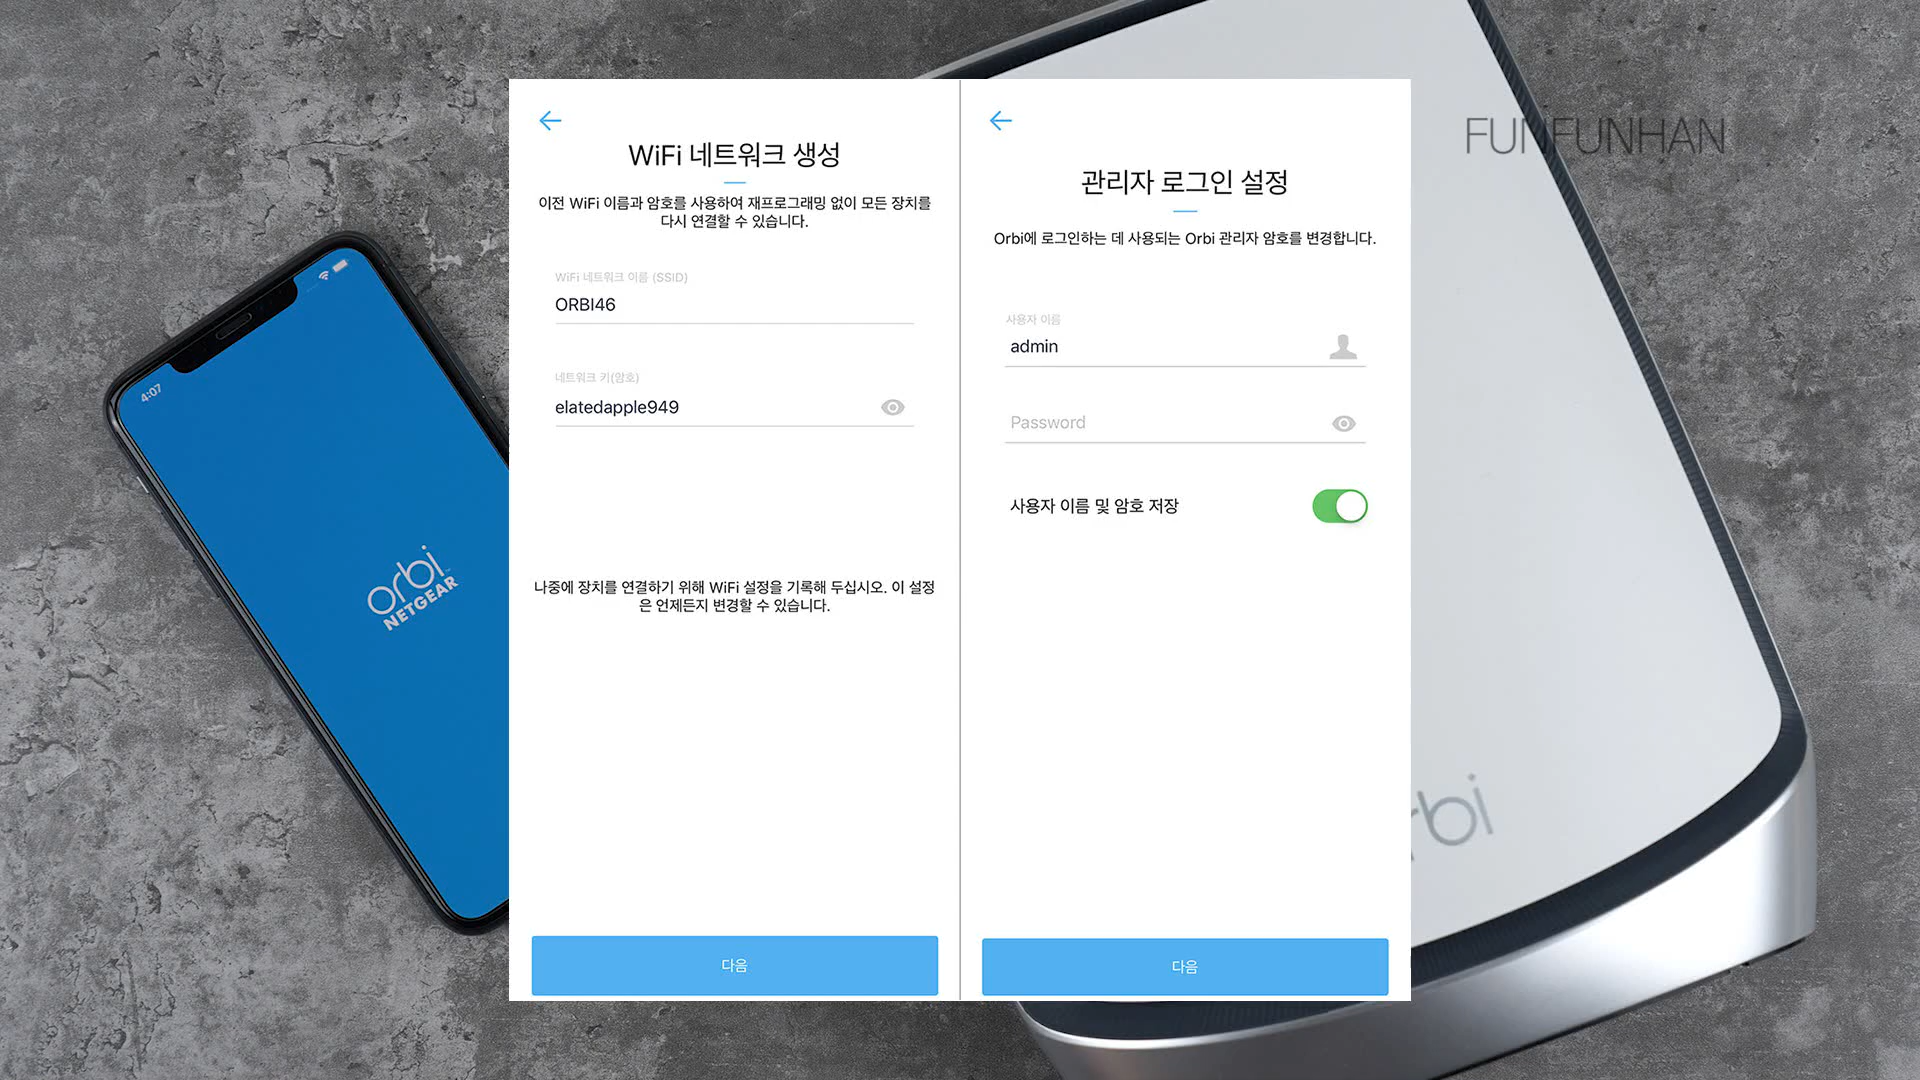 4:07
orbi
NETGEAR
WiFi 네트워크 생성
이전 WiFi 이름과 암호를 사용하여 재프로그래밍 없이 모든 장치를
다시 연결할 수 있습니다.
WiFi 네트워크 이름 (SSID)
ORBI46
네트워크 키(암호)
elatedapple949
나중에 장치를 연결하기 위해 WiFi 설정을 기록해 두십시오. 이 설정
은 언제든지 변경할 수 있습니다.
다음
관리자 로그인 설정
Orbi에 로그인하는 데 사용되는 Orbi 관리자 암호를 변경합니다.
사용자 이름
admin
Password
사용자 이름 및 암호 저장
다음
FUNFUNHAN
rbi